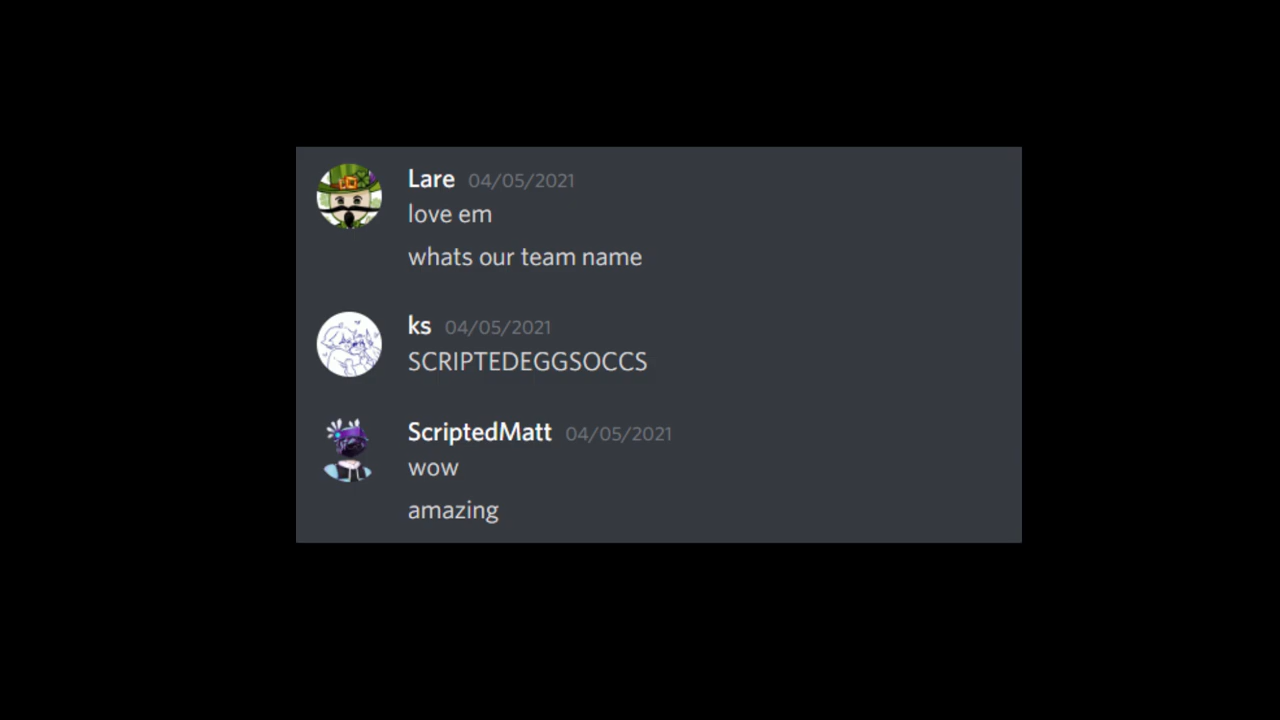 Lare 04/05/2021
love em
whats our team name
ks 04/05/2021
SCRIPTEDEGGSOCCS
ScriptedMatt 04/05/2021
wow
amazing